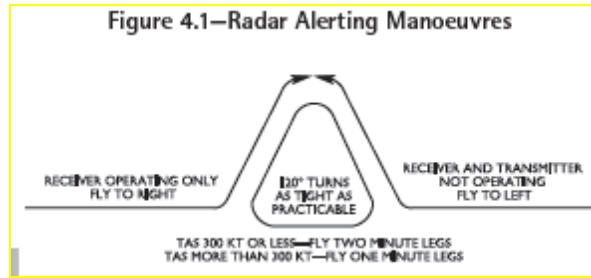 Figure 4.1—Radar Alerting Manoeuvres
RECEIVER OPERATING ONLY
FLY TO RIGHT
120° TURNS
AS TIGHT AS
PRACTICABLE
RECEIVER AND TRANSMITTER
NOT OPERATING
FLY TO LEFT
TAS 300 KT OR LESS—FLY TWO MINUTE LEGS
TAS MORE THAN 300 KT—FLY ONE MINUTE LEGS